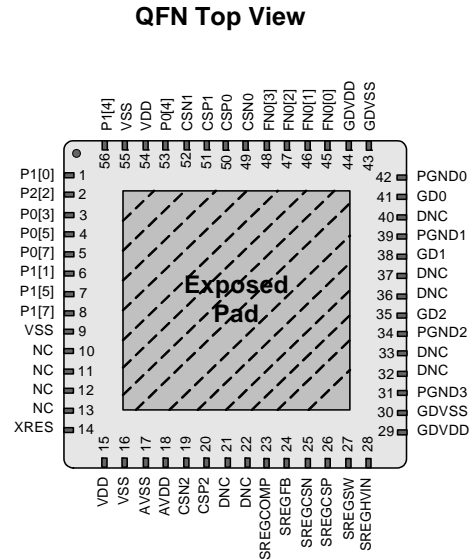 QFN Top View
P1[4]
VSS
VDD
P0[4]
CSN1
CSP1
CSP0
CSN0
FN0[3]
FN0[2]
FN0[1]
FN0[0]
GDVDD
GDVSS
56 55 54 53 52 51 50 49 48 47 46 45 44 43
P1[0] 1
P2[2] 2
P0[3] 3
P0[5] 4
P0[7] 5
P1[1] 6
P1[5] 7
P1[7] 8
VSS 9
NC 10
NC 11
NC 12
NC 13
XRES 14
Exposed
Pad
42 PGND0
41 GD0
40 DNC
39 PGND1
38 GD1
37 DNC
36 DNC
35 GD2
34 PGND2
33 DNC
32 DNC
31 PGND3
30 GDVSS
29 GDVDD
15 16 17 18 19 20 21 22 23 24 25 26 27 28
VDD
VSS
AVSS
AVDD
CSN2
CSP2
DNC
DNC
SREGCOMP
SREGFB
SREGCSN
SREGCSP
SREGSW
SREGHVIN